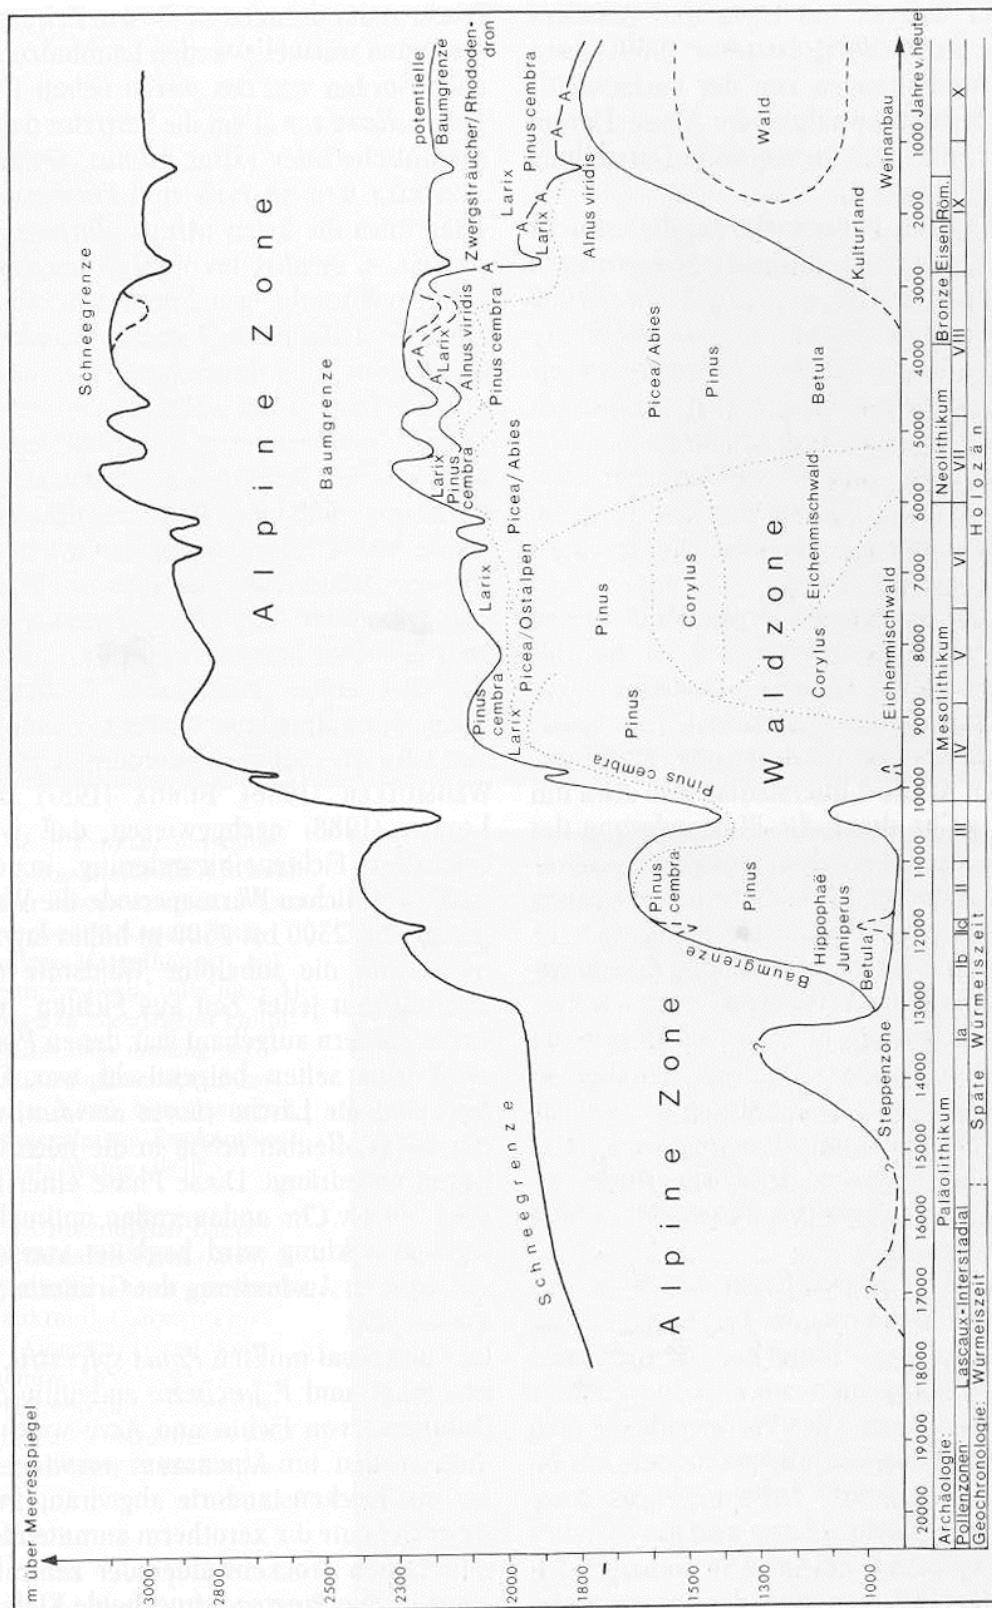 m über Meeresspiegel
3000
2800
2500
2300
2000
1600
1300
1000
Schneegrenze
Alpine Zone
Baumgrenze
potentielle
Baumgrenze
Zwergsträucher/Rhododen-
dron
Larix
Pinus cembra
A
A
A
A
Larix A
Alnus viridis
A
A
A
Larix
Alnus viridis
Pinus cembra
Larix
Pinus
cembra
Picea/Abies
Larix
Picea/Ostalpen
Pinus
cembra
Larix
Pinus cembra
Pinus
Pinus
Corylus
Waldzone
Corylus
Eichenmischwald
Eichenmischwald
Picea/Abies
Pinus
Betula
Wald
Kulturland
Weinanbau
Schneegrenze
Alpine Zone
Pinus
cembra
Pinus
Baumgrenze
Hippophaë
Juniperus
Betula
Steppenzone
?
?
?
20000
19000
18000
17000
16000
15000
14000
13000
12000
11000
10000
9000
8000
7000
6000
5000
4000
3000
2000
1000 Jahre v. heute
Archäologie:
Paläolithikum
Mesolithikum
Neolithikum
Bronze
Eisen
Röm.
Pollenzonen:
Lascaux-Interstadial
Ia
Ib
Ic
II
III
IV
V
VI
VII
VIII
IX
X
Geochronologie:
Würmeiszeit
Späte Würmeiszeit
Holozän